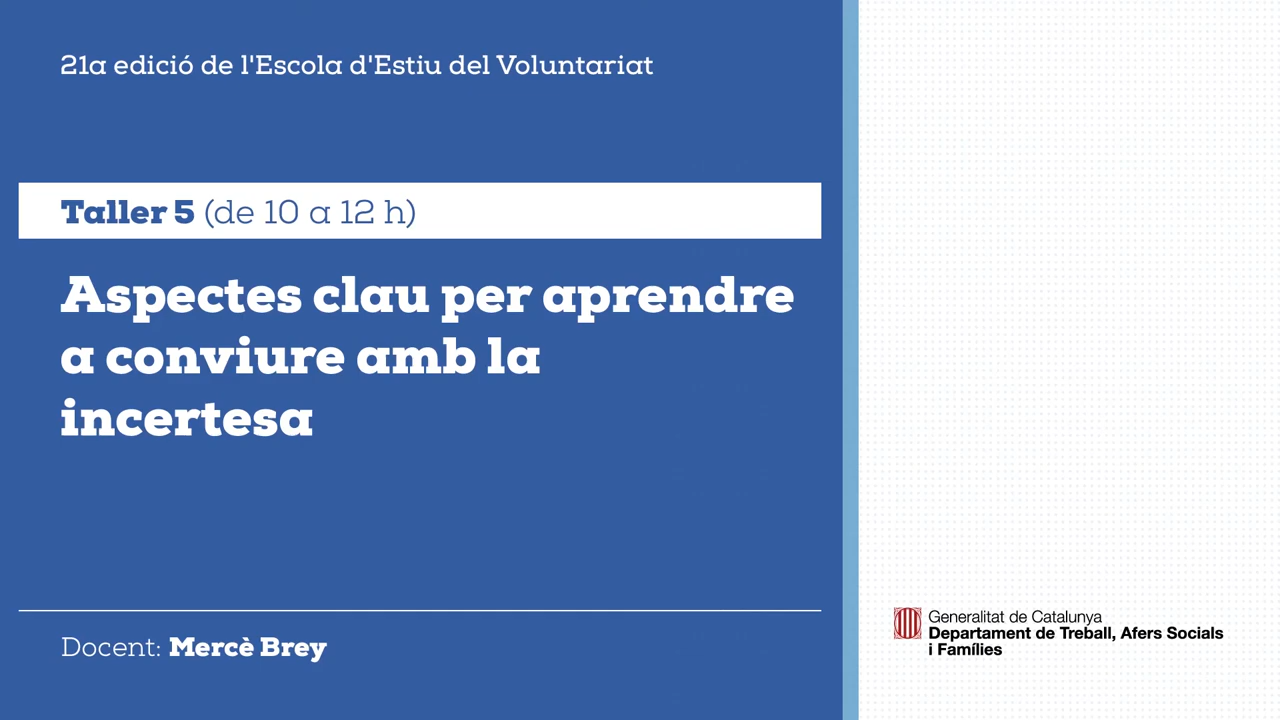 21a edició de l'Escola d'Estiu del Voluntariat
Taller 5 (de 10 a 12 h)
Aspectes clau per aprendre
a conviure amb la
incertesa
Docent: Mercè Brey
Generalitat de Catalunya
Departament de Treball, Afers Socials
i Famílies